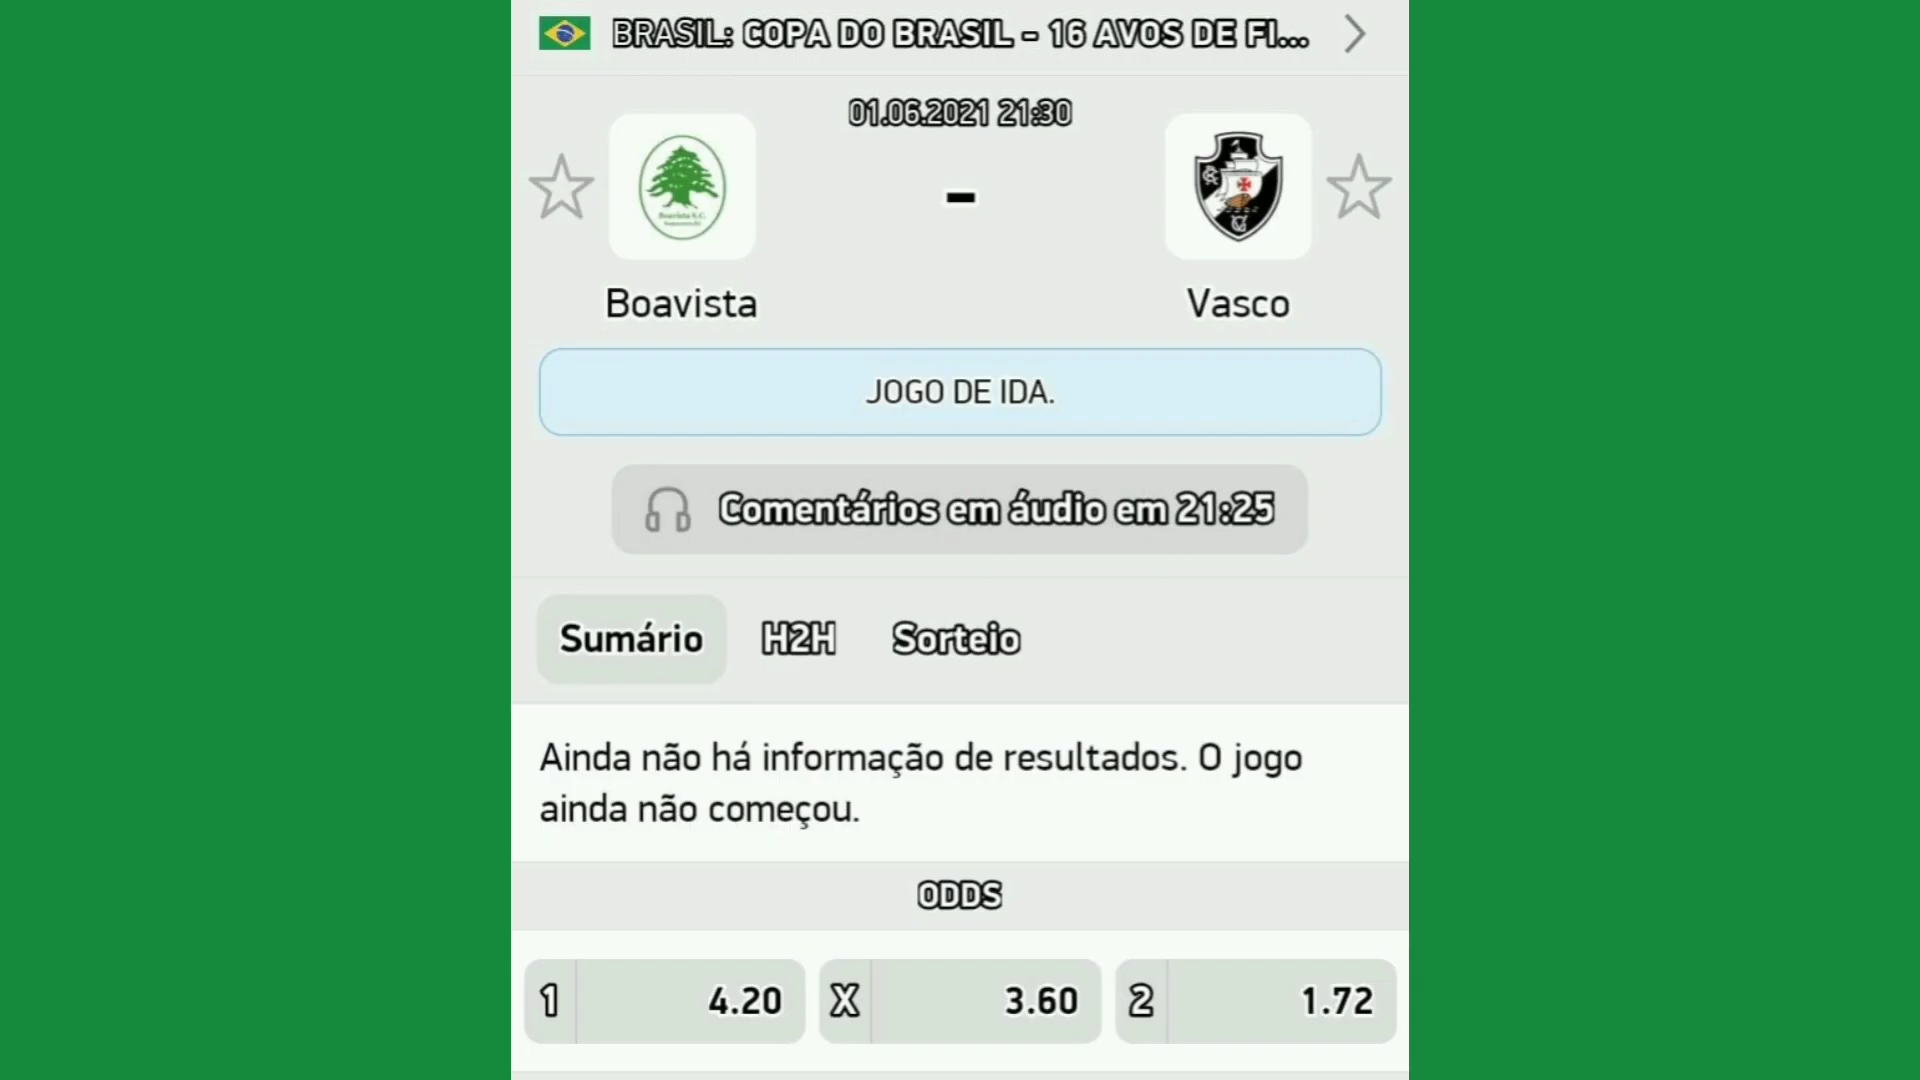 BRASIL: COPA DO BRASIL - 16 AVOS DE FI...
01.06.2021 21:30
-
Boavista S.C.
Boavista
Vasco
JOGO DE IDA.
Comentários em áudio em 21:25
Sumário H2H Sorteio
Ainda não há informação de resultados. O jogo
ainda não começou.
ODDS
1 4.20 X 3.60 2 1.72